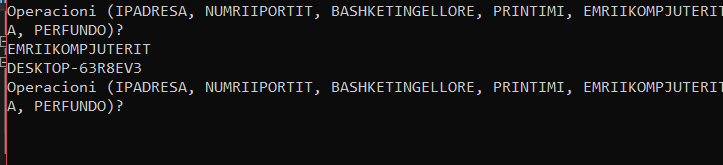 Operacioni (IPADRESA, NUMRIIPORTIT, BASHKETINGELLORE, PRINTIMI, EMRIIKOMPJUTERIT
A, PERFUNDO)?
EMRIIKOMPJUTERIT
DESKTOP-63R8EV3
Operacioni (IPADRESA, NUMRIIPORTIT, BASHKETINGELLORE, PRINTIMI, EMRIIKOMPJUTERIT
A, PERFUNDO)?